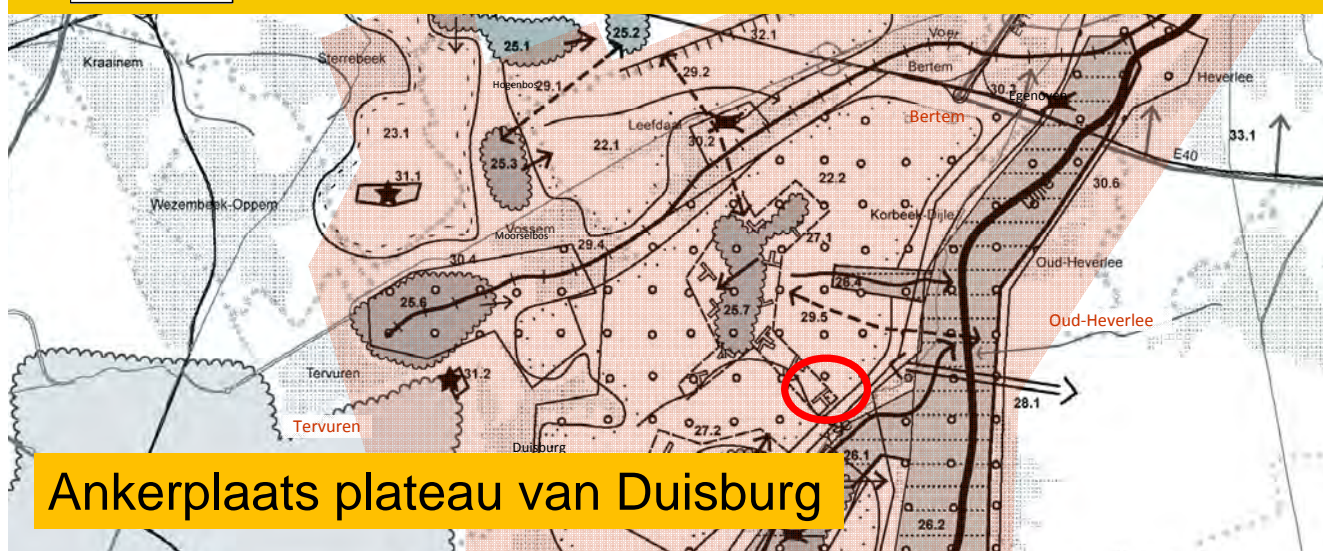 25.1
25.2
32.1
Voer
Kraainem
Sterrebeek
Hogenbos
29.1
29.2
Bertem
30.3
Egenoven
Heverlee
Bertem
23.1
22.1
Leefdaal
30.2
33.1
E40
25.3
31.1
22.2
30.6
Wezembeek-Oppem
Dijle
Korbeek-Dijle
Vossem
Moorselbos
29.4
27.1
30.4
Oud-Heverlee
26.4
25.6
25.7
29.5
Oud-Heverlee
Tervuren
31.2
28.1
Tervuren
27.2
Duisburg
26.1
Ankerplaats plateau van Duisburg
26.2